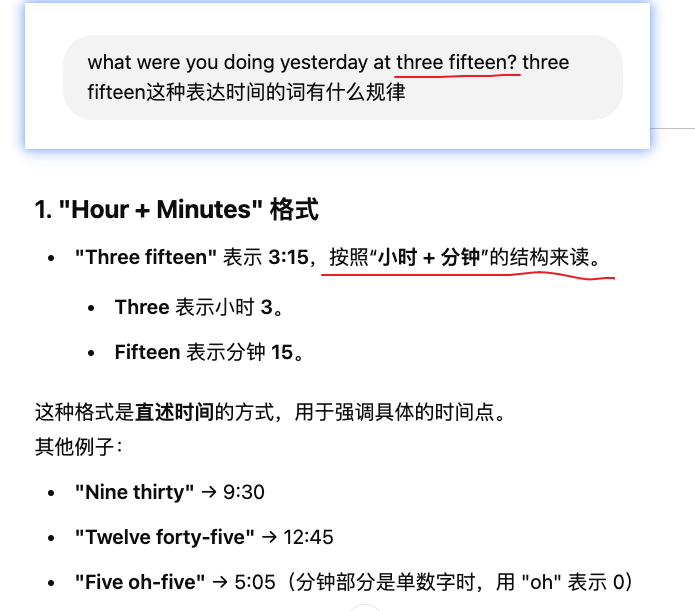 what were you doing yesterday at three fifteen? three
fifteen这种表达时间的词有什么规律
1. "Hour + Minutes" 格式
• "Three fifteen" 表示 3:15，按照“小时 + 分钟”的结构来读。
• Three 表示小时 3。
• Fifteen 表示分钟 15。
这种格式是直述时间的方式，用于强调具体的时间点。
其他例子：
• "Nine thirty" → 9:30
• "Twelve forty-five" → 12:45
• "Five oh-five" → 5:05（分钟部分是单数字时，用 "oh" 表示 0）